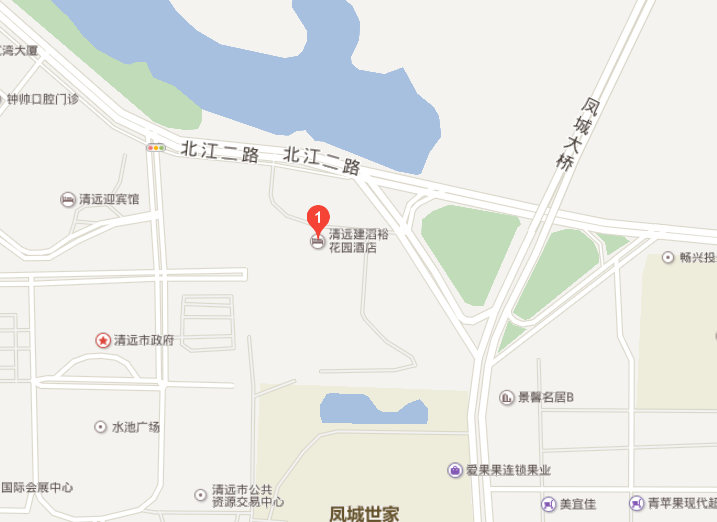 湾大厦
钟帅口腔门诊
北江二路
北江二路
凤城大桥
清远迎宾馆
1
清远建滔裕
花园酒店
畅兴投
清远市政府
景馨名居B
水池广场
爱果果连锁果业
国际会展中心
清远市公共
资源交易中心
凤城世家
美宜佳
青苹果现代超